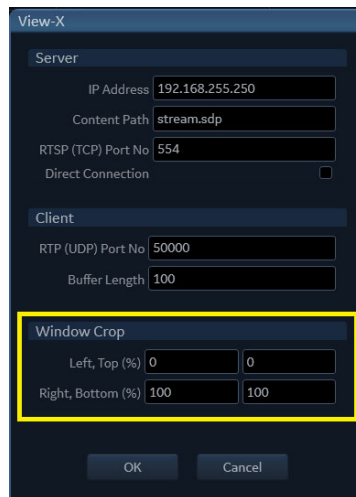 View-X
Server
IP Address 192.168.255.250
Content Path stream.sdp
RTSP (TCP) Port No 554
Direct Connection
Client
RTP (UDP) Port No 50000
Buffer Length 100
Window Crop
Left, Top (%) 0 0
Right, Bottom (%) 100 100
OK Cancel